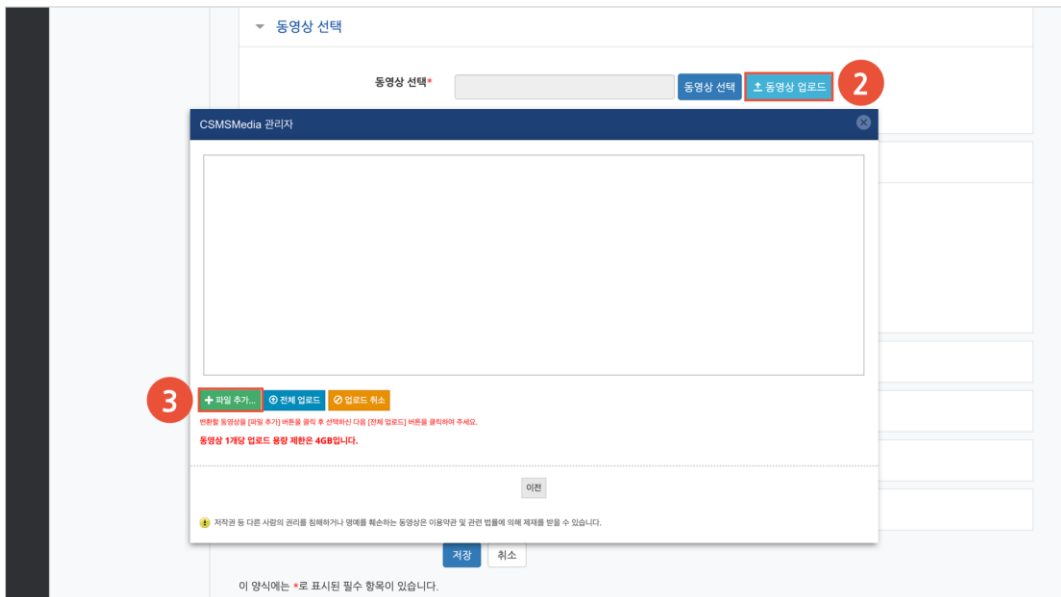 동영상 선택
동영상 선택* 동영상 선택 동영상 업로드 2
CSMSMedia 관리자
3 파일 추가... 전체 업로드 업로드 취소
변환할 동영상을 [파일 추가] 버튼을 클릭 후 선택하신 다음 [전체 업로드] 버튼을 클릭하여 주세요.
동영상 1개당 업로드 용량 제한은 4GB입니다.
이전
저작권 등 다른 사람의 권리를 침해하거나 명예를 훼손하는 동영상은 이용약관 및 관련 법률에 의해 제재를 받을 수 있습니다.
저장 취소
이 양식에는 *로 표시된 필수 항목이 있습니다.